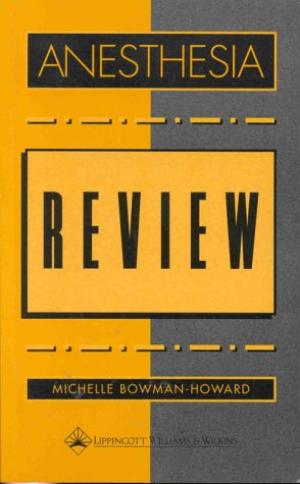 ANESTHESIA
REVIEW
MICHELLE BOWMAN-HOWARD
LIPPINCOTT WILLIAMS & WILKINS